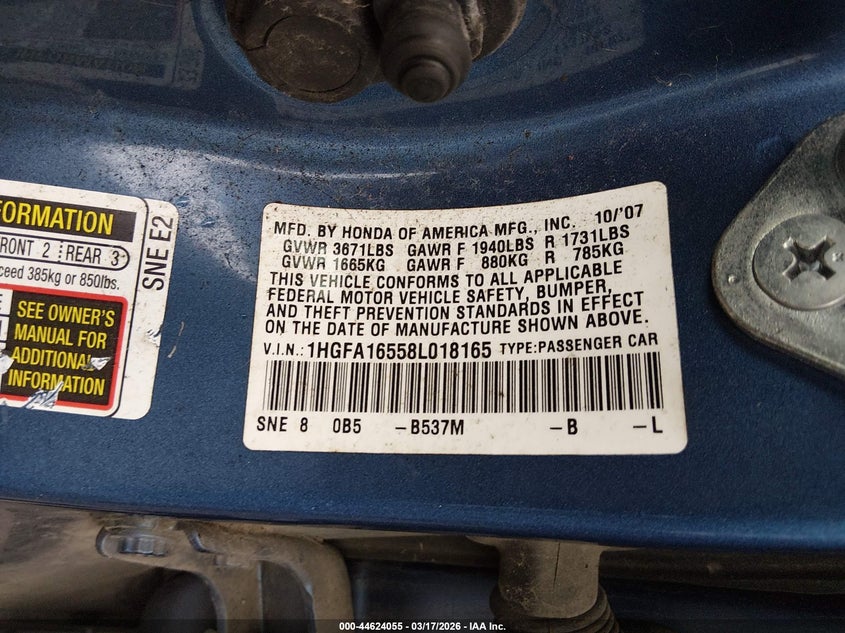 FORMATION
FRONT 2 REAR 3
ceed 385kg or 850lbs.
SEE OWNER'S
MANUAL FOR
ADDITIONAL
INFORMATION
SNE E2
MFD. BY HONDA OF AMERICA MFG., INC. 10/'07
GVWR 3671LBS GAWR F 1940LBS R 1731LBS
GVWR 1665KG GAWR F 880KG R 785KG
THIS VEHICLE CONFORMS TO ALL APPLICABLE
FEDERAL MOTOR VEHICLE SAFETY, BUMPER,
AND THEFT PREVENTION STANDARDS IN EFFECT
ON THE DATE OF MANUFACTURE SHOWN ABOVE.
V.I.N.: 1HGFA16558L018165 TYPE:PASSENGER CAR
SNE 8 0B5 -B537M -B -L
000-44624055 - 03/17/2026 - IAA Inc.